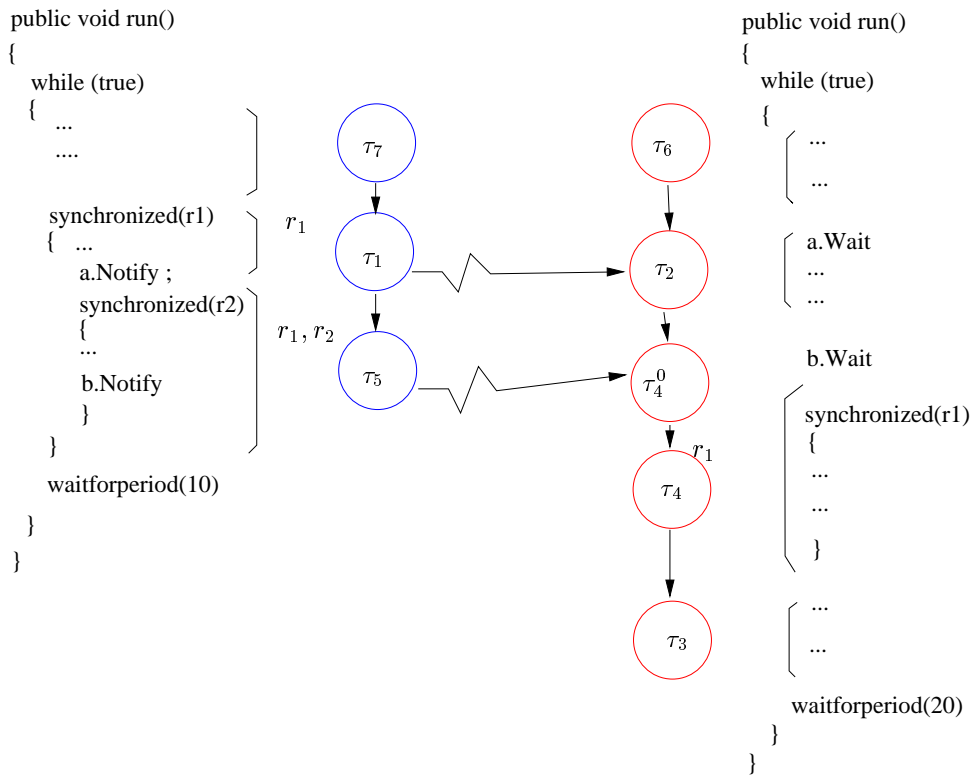 public void run()
{
while (true)
{
...
....
synchronized(r1)
{ ...
a.Notify ;
synchronized(r2)
{
...
b.Notify
}
}
waitforperiod(10)
}
}
τ7
r1
τ1
r1, r2
τ5
τ6
τ2
τ4^0
r1
τ4
τ3
public void run()
{
while (true)
{
...
...
a.Wait
...
...
b.Wait
synchronized(r1)
{
...
...
}
...
...
waitforperiod(20)
}
}